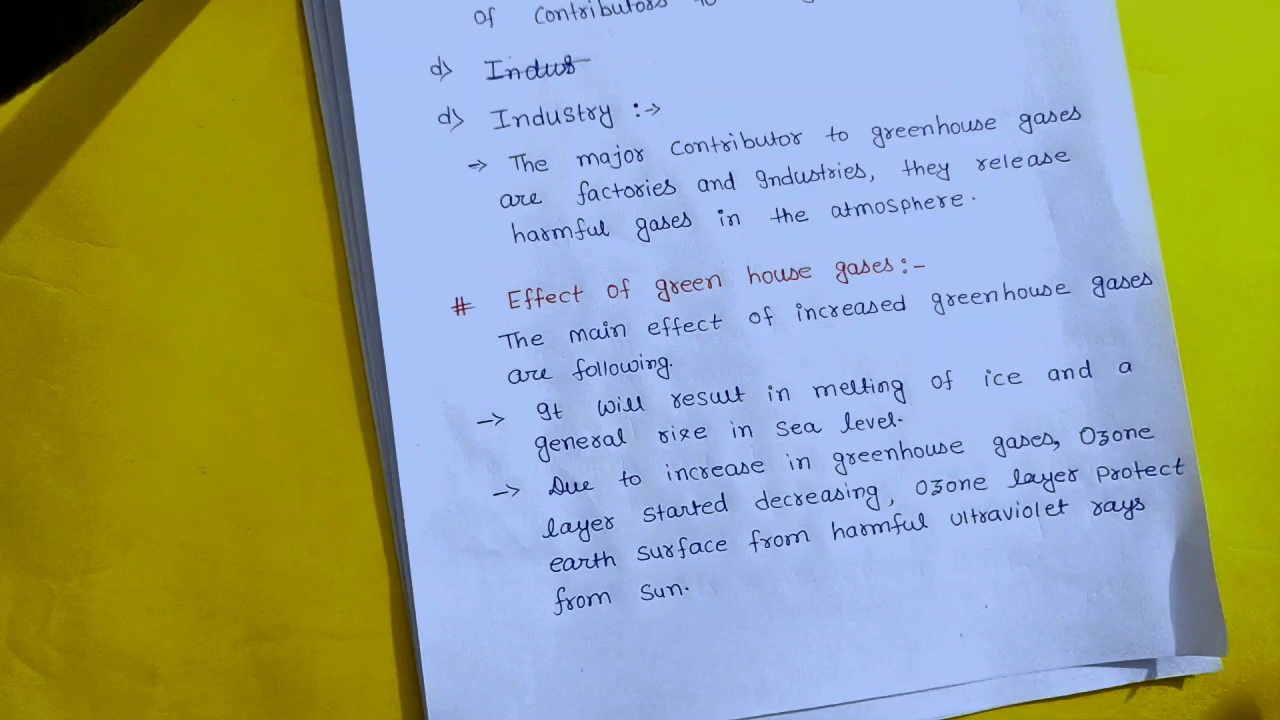 of contributors to
d) Indus
d) Industry :→
→ The major contributor to greenhouse gases
are factories and Industries, they release
harmful gases in the atmosphere.
# Effect of green house gases:-
The main effect of increased greenhouse gases
are following.
→ It will result in melting of ice and a
general rise in sea level.
→ Due to increase in greenhouse gases, Ozone
layer started decreasing, Ozone layer protect
earth surface from harmful ultraviolet rays
from sun.